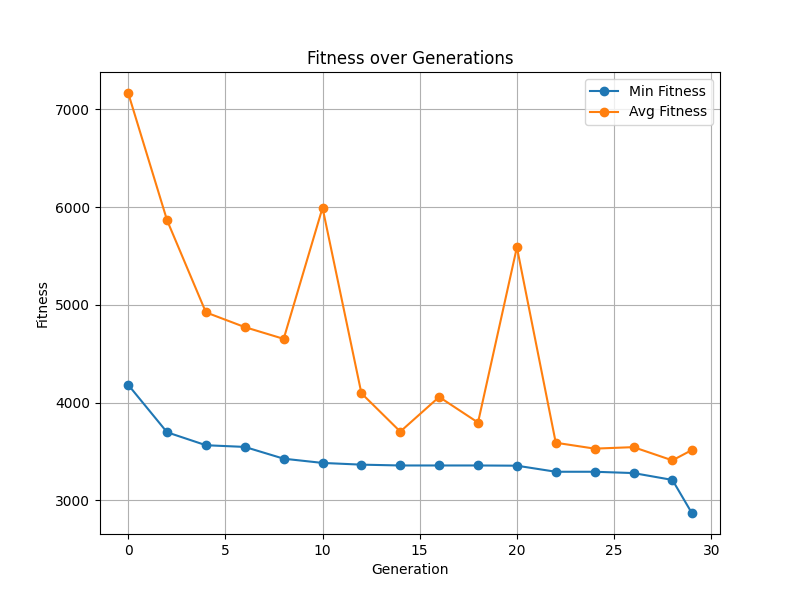 Fitness over Generations
Min Fitness
Avg Fitness
7000
6000
5000
4000
3000
Fitness
0 5 10 15 20 25 30
Generation